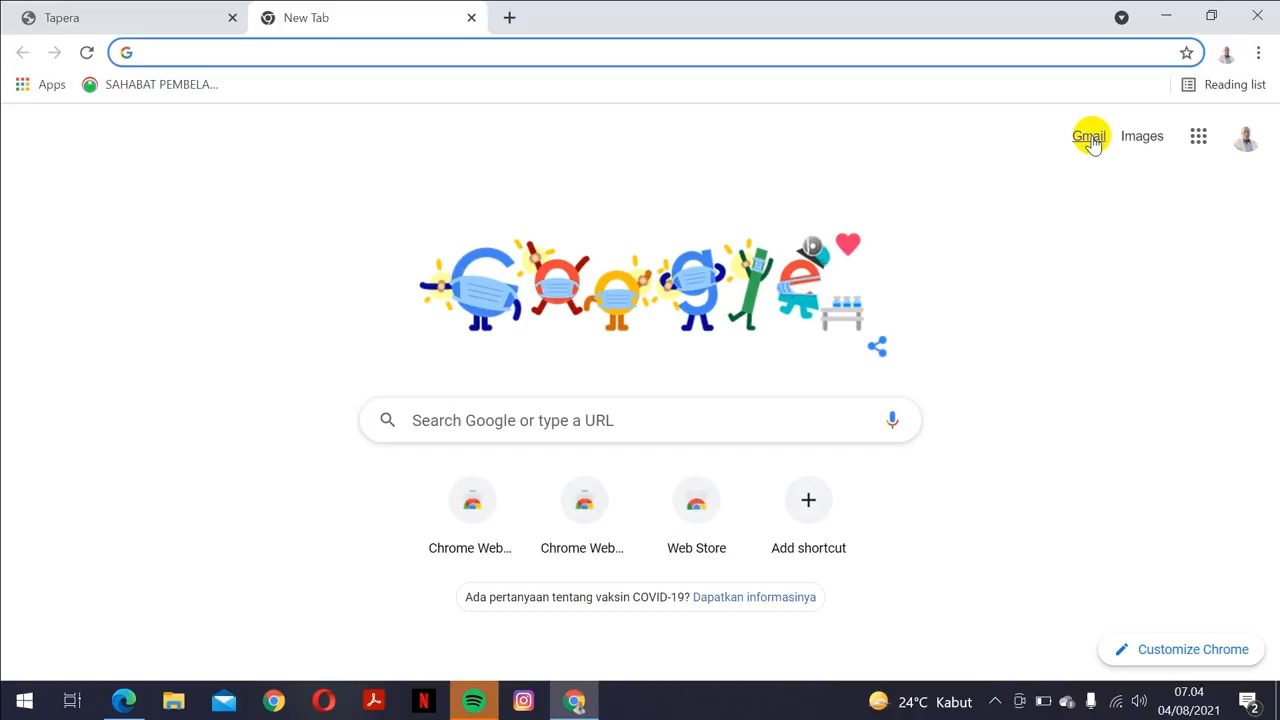 Tapera
New Tab
Apps
SAHABAT PEMBELA...
Reading list
Gmail
Images
Google
Search Google or type a URL
Chrome Web...
Chrome Web...
Web Store
Add shortcut
Ada pertanyaan tentang vaksin COVID-19? Dapatkan informasinya
Customize Chrome
24°C Kabut
07.04
04/08/2021
2